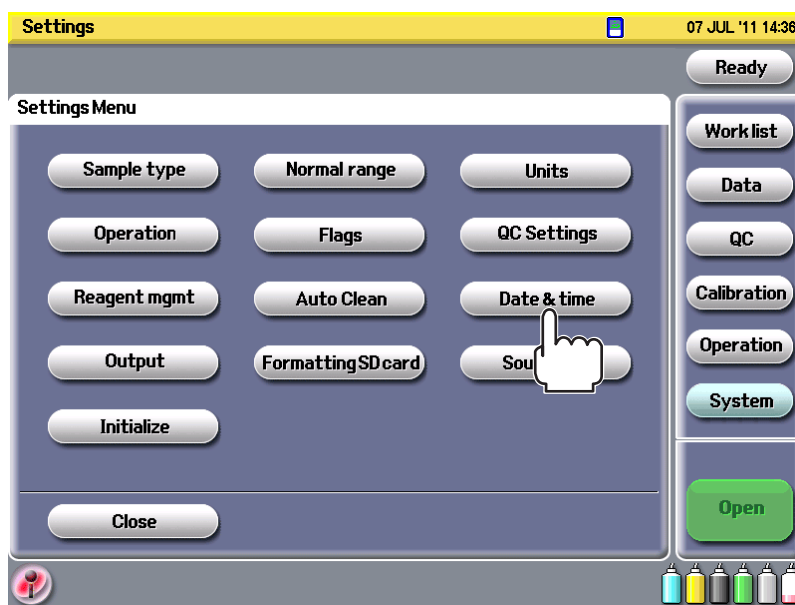 Settings
07 JUL '11 14:36
Ready
Settings Menu
Work list
Sample type
Normal range
Units
Data
Operation
Flags
QC Settings
QC
Reagent mgmt
Auto Clean
Date & time
Calibration
Output
Formatting SD card
Operation
Initialize
System
Close
Open